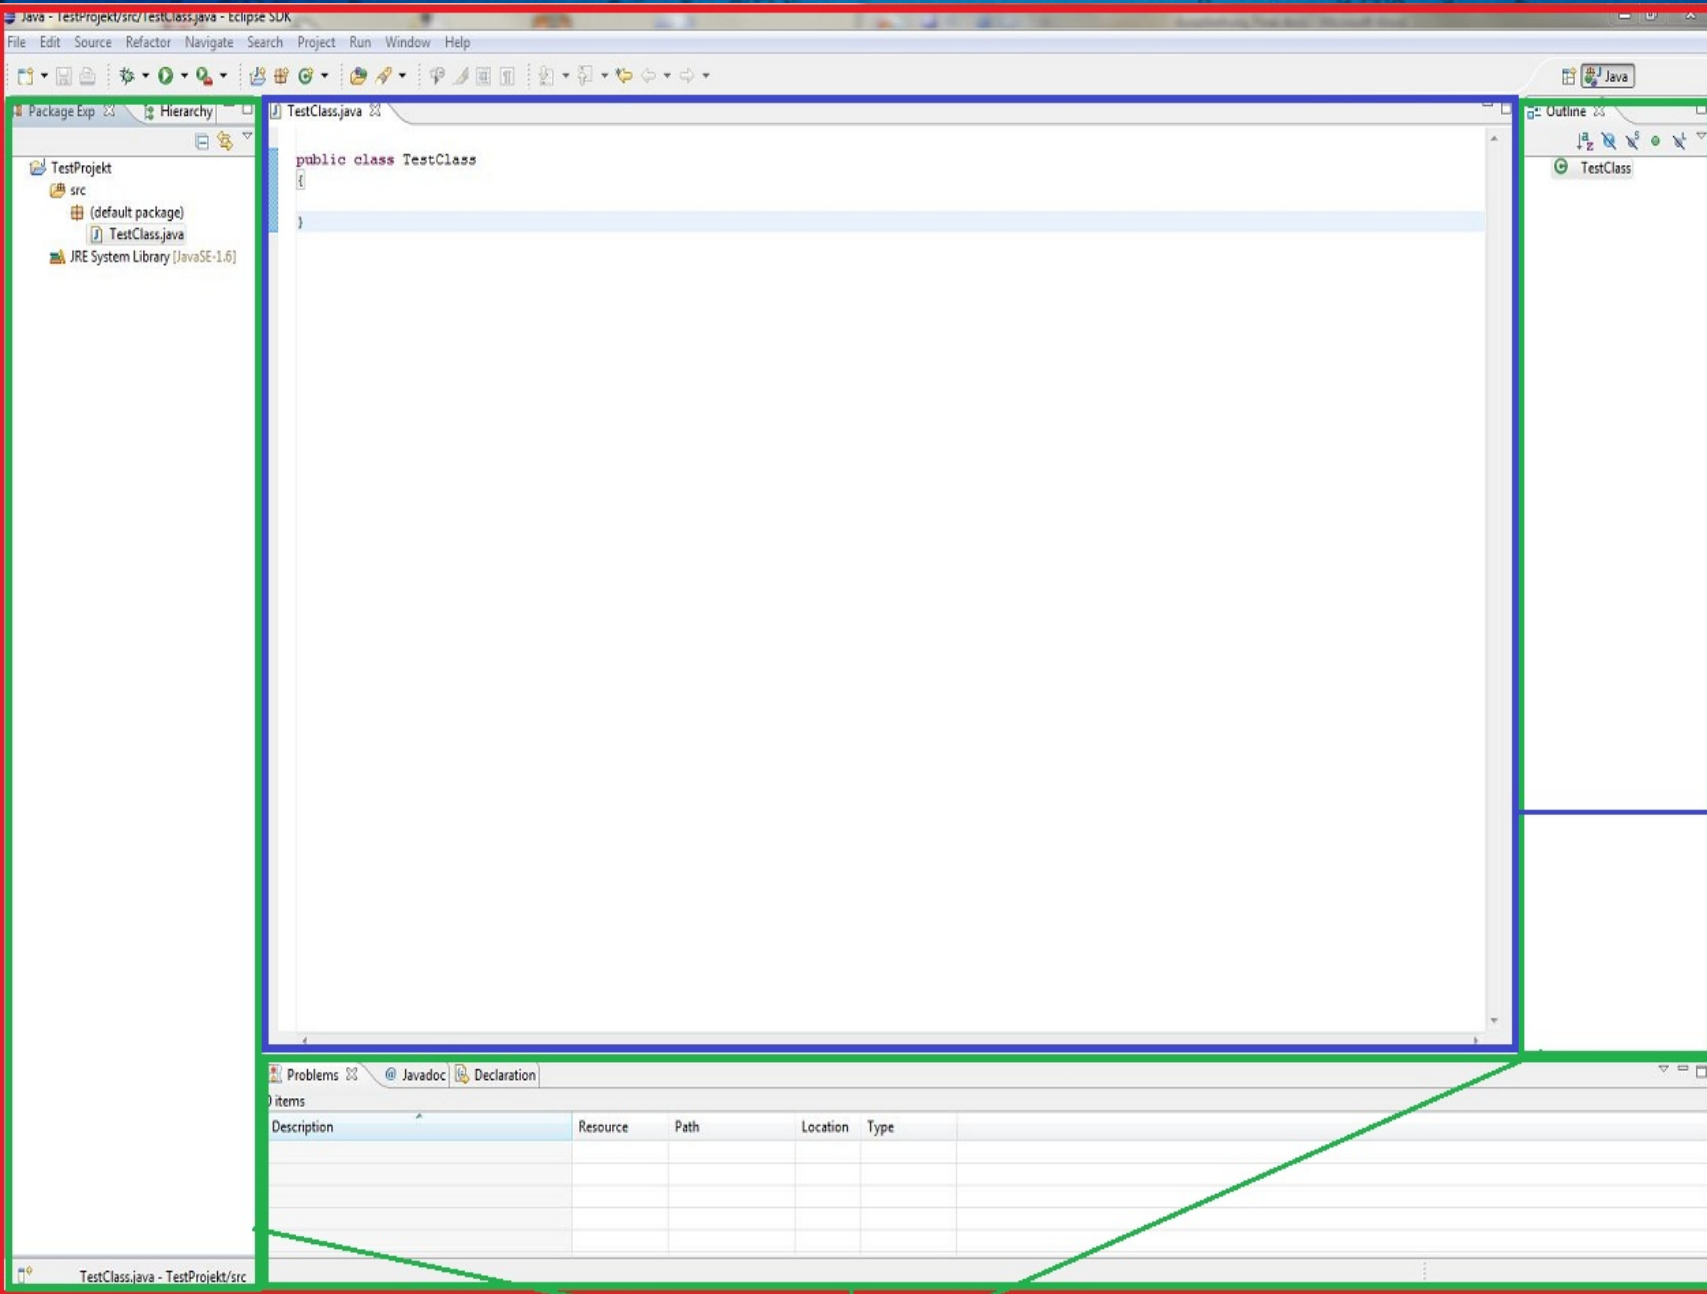 Java - TestProjekt/src/TestClass.java - Eclipse SDK
File Edit Source Refactor Navigate Search Project Run Window Help
Java
Package Exp Hierarchy
TestProjekt
src
(default package)
TestClass.java
JRE System Library [JavaSE-1.6]
TestClass.java
public class TestClass
{
}
Outline
TestClass
Problems @ Javadoc Declaration
0 items
Description Resource Path Location Type
TestClass.java - TestProjekt/src